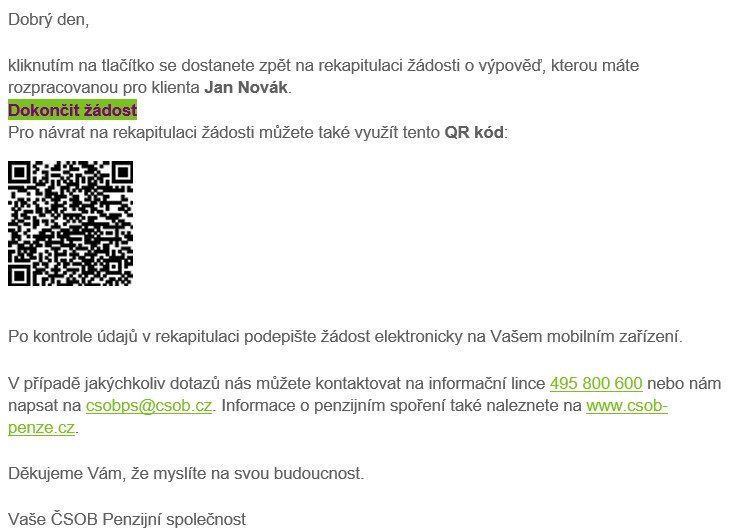 Dobrý den,
kliknutím na tlačítko se dostanete zpět na rekapitulaci žádosti o výpověď, kterou máte
rozpracovanou pro klienta Jan Novák.
Dokončit žádost
Pro návrat na rekapitulaci žádosti můžete také využít tento QR kód:
Po kontrole údajů v rekapitulaci podepište žádost elektronicky na Vašem mobilním zařízení.
V případě jakýchkoliv dotazů nás můžete kontaktovat na informační lince 495 800 600 nebo nám
napsat na csobps@csob.cz. Informace o penzijním spoření také naleznete na www.csob-
penze.cz.
Děkujeme Vám, že myslíte na svou budoucnost.
Vaše ČSOB Penzijní společnost